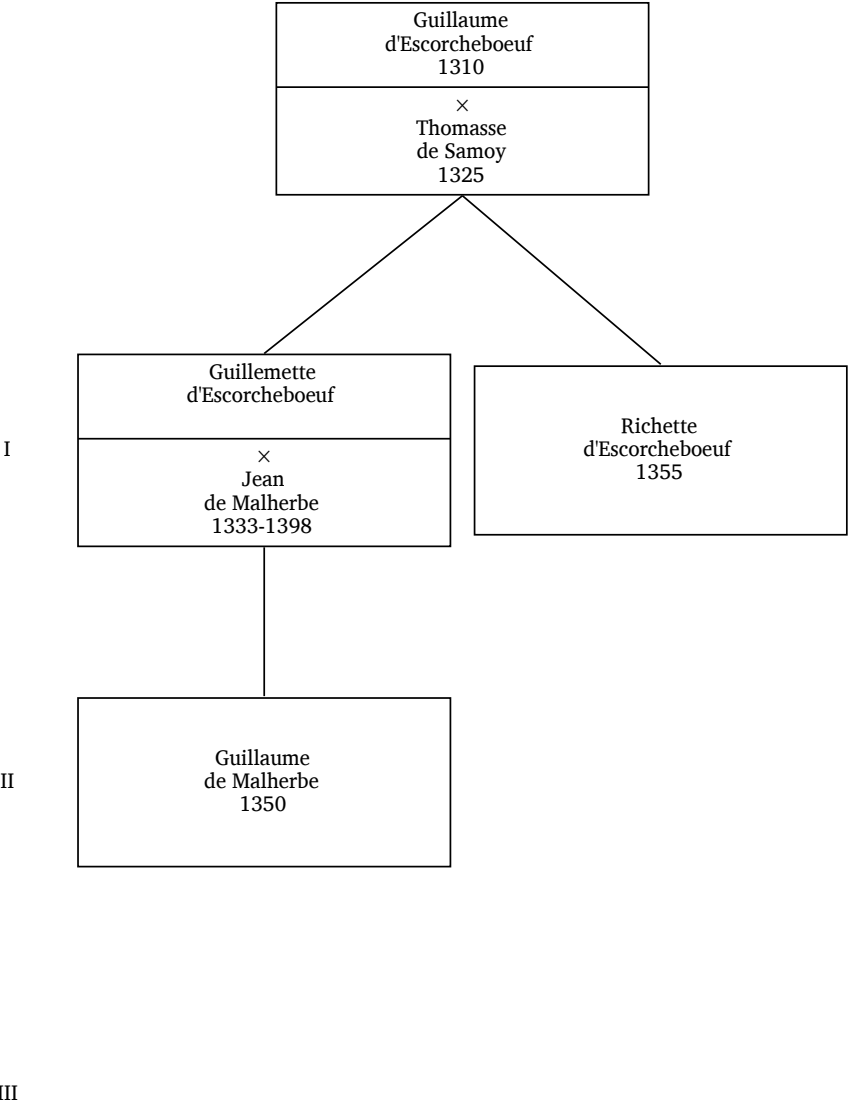 Guillaume
d'Escorcheboeuf
1310
×
Thomasse
de Samoy
1325
Guillemette
d'Escorcheboeuf
×
Jean
de Malherbe
1333-1398
Richette
d'Escorcheboeuf
1355
I
Guillaume
de Malherbe
1350
II
III